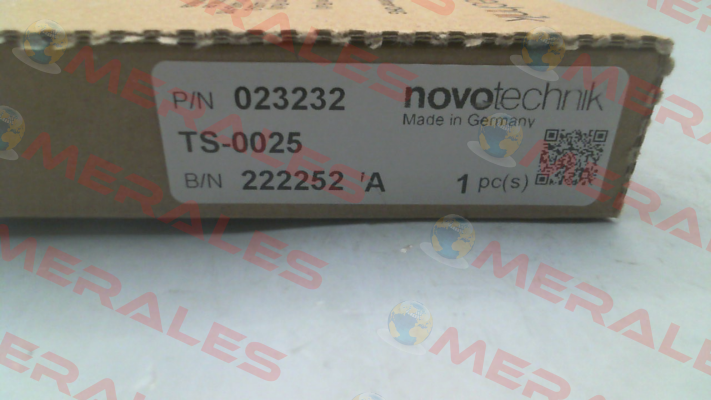 P/N 023232 novotechnik
Made in Germany
TS-0025
B/N 222252 /A 1 pc(s)
MERALES
MERALES
MERALES
MERALES